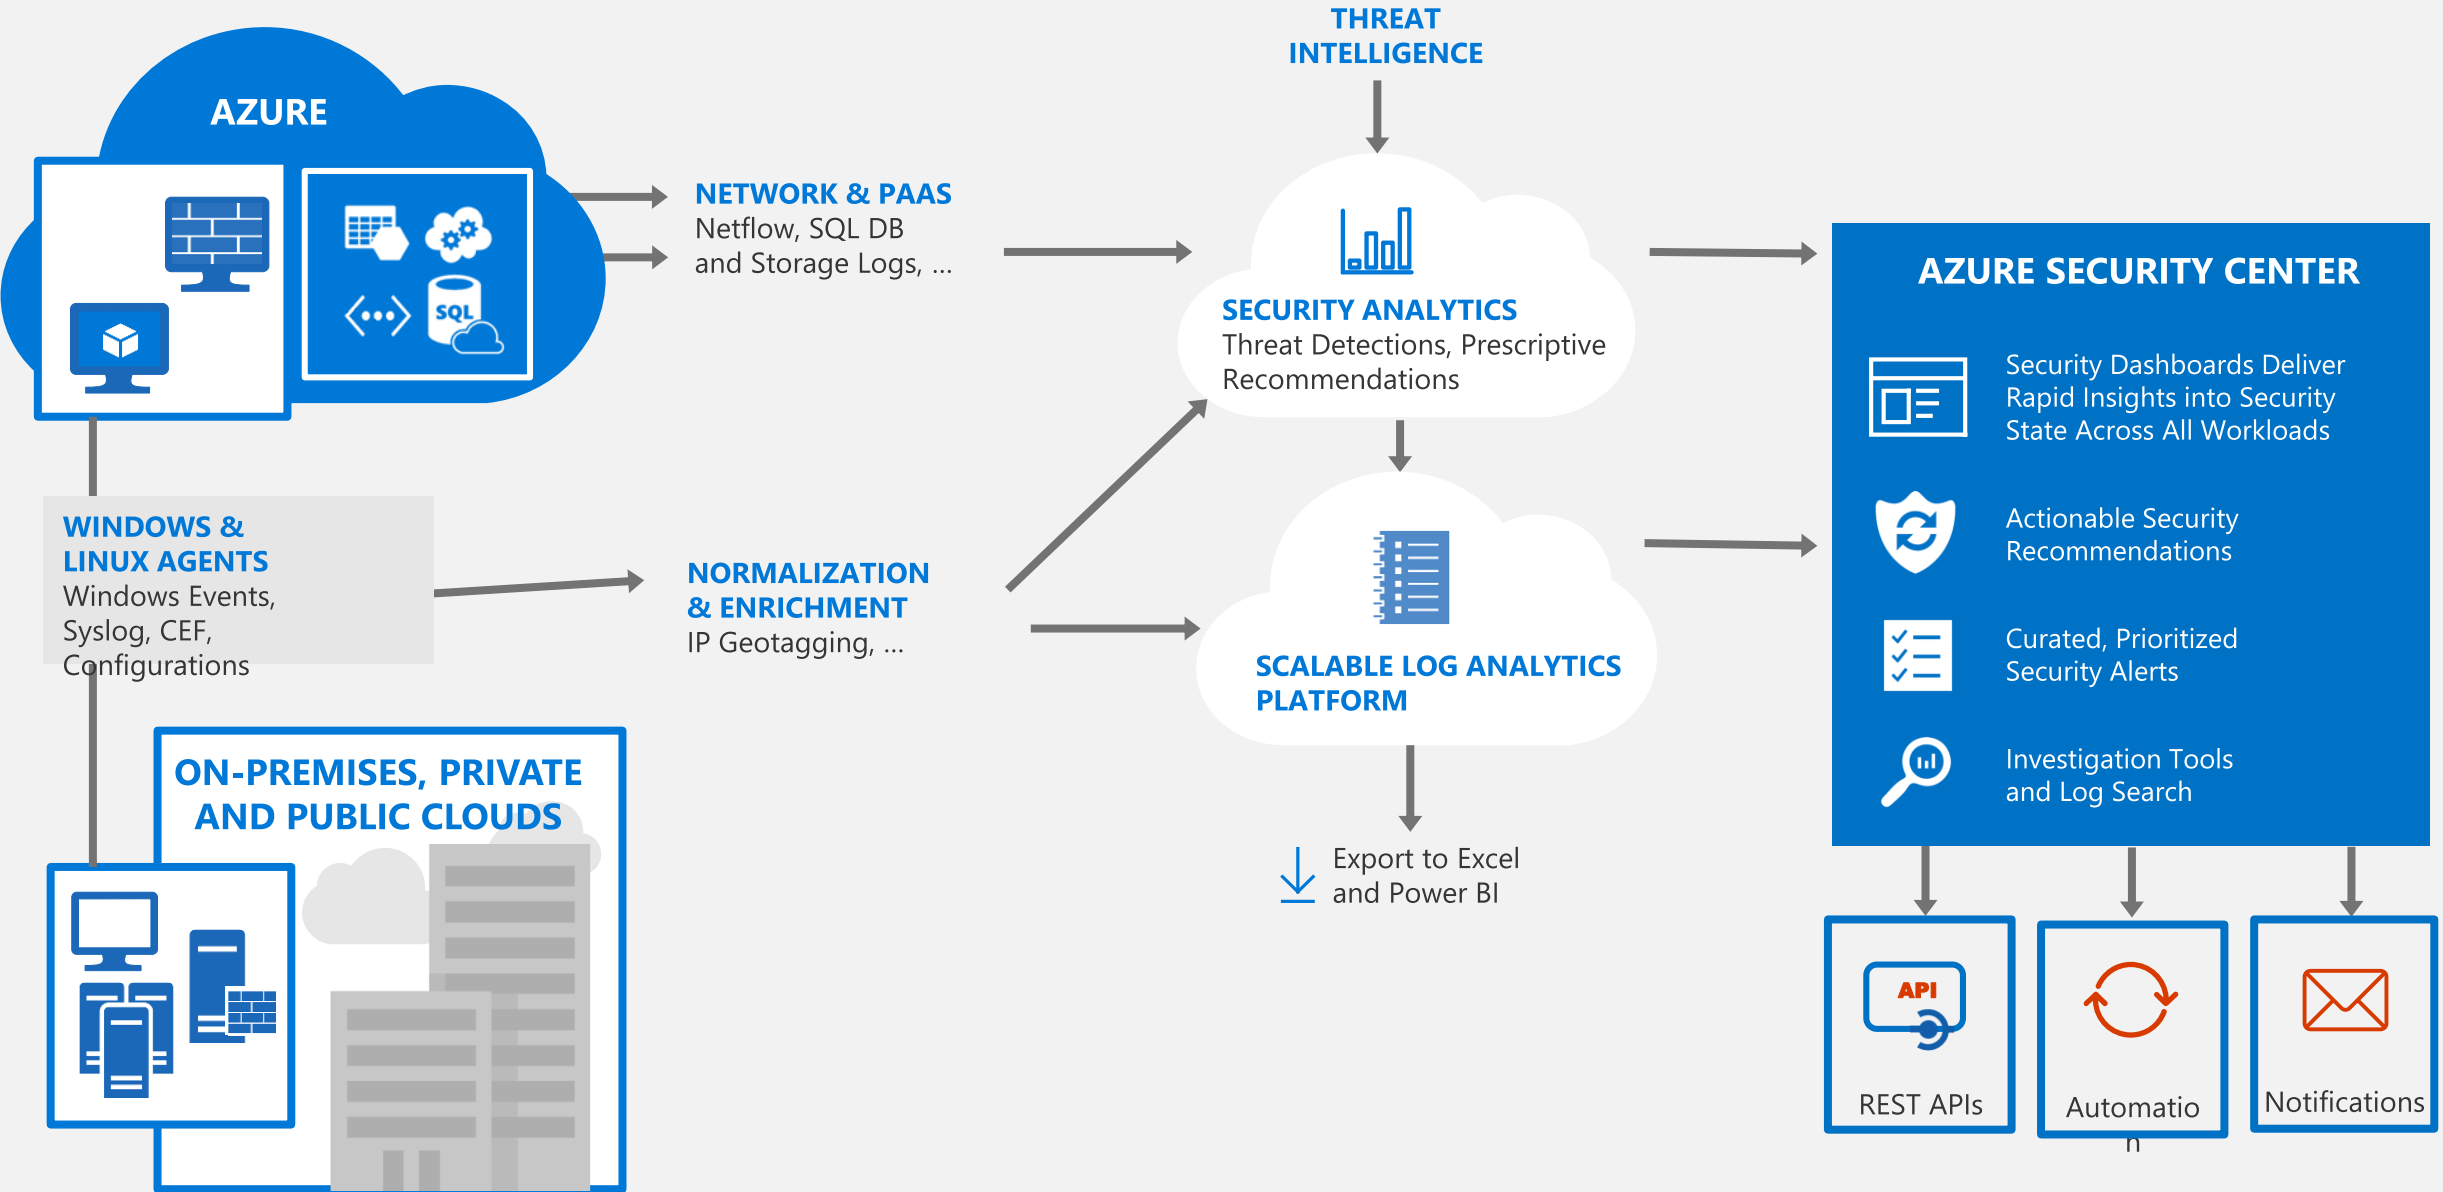 THREAT
INTELLIGENCE
AZURE
SQL
NETWORK & PAAS
Netflow, SQL DB
and Storage Logs, ...
SECURITY ANALYTICS
Threat Detections, Prescriptive
Recommendations
WINDOWS &
LINUX AGENTS
Windows Events,
Syslog, CEF,
Configurations
NORMALIZATION
& ENRICHMENT
IP Geotagging, ...
SCALABLE LOG ANALYTICS
PLATFORM
Export to Excel
and Power BI
ON-PREMISES, PRIVATE
AND PUBLIC CLOUDS
AZURE SECURITY CENTER
Security Dashboards Deliver
Rapid Insights into Security
State Across All Workloads
Actionable Security
Recommendations
Curated, Prioritized
Security Alerts
Investigation Tools
and Log Search
API
REST APIs
Automatio
n
Notifications